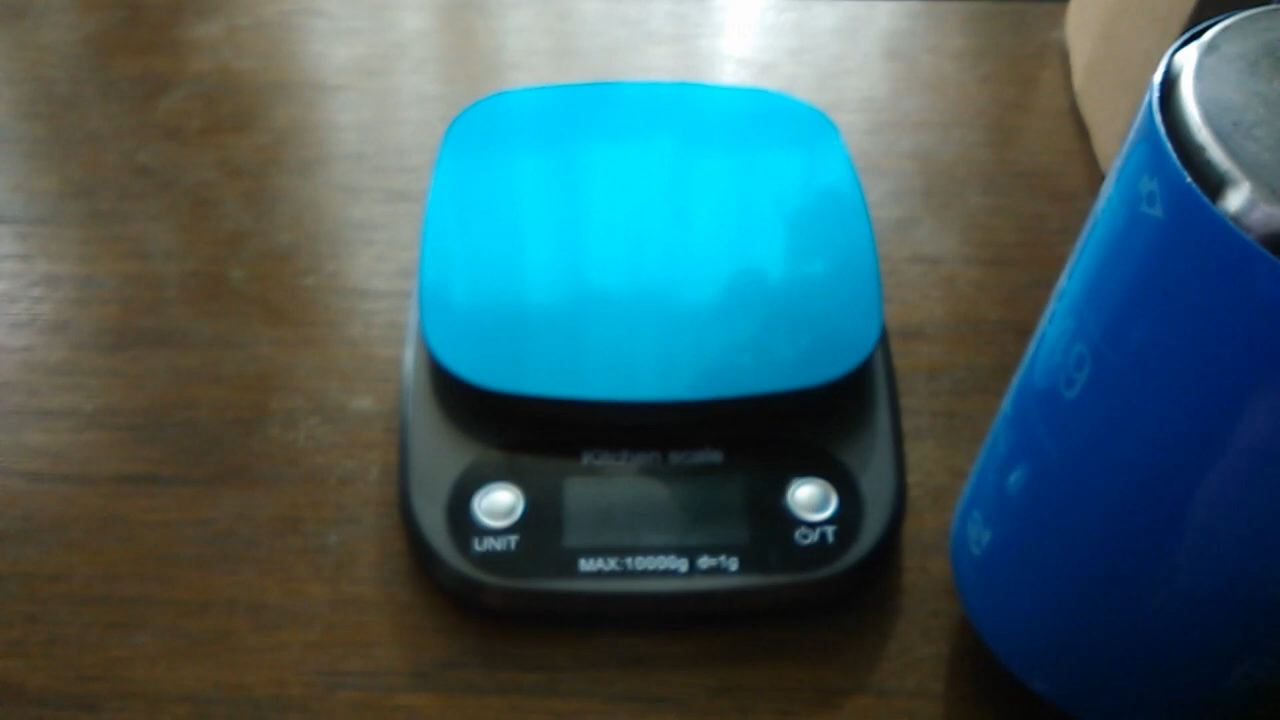 Kitchen scale
UNIT
⏻/T
MAX:10000g d=1g